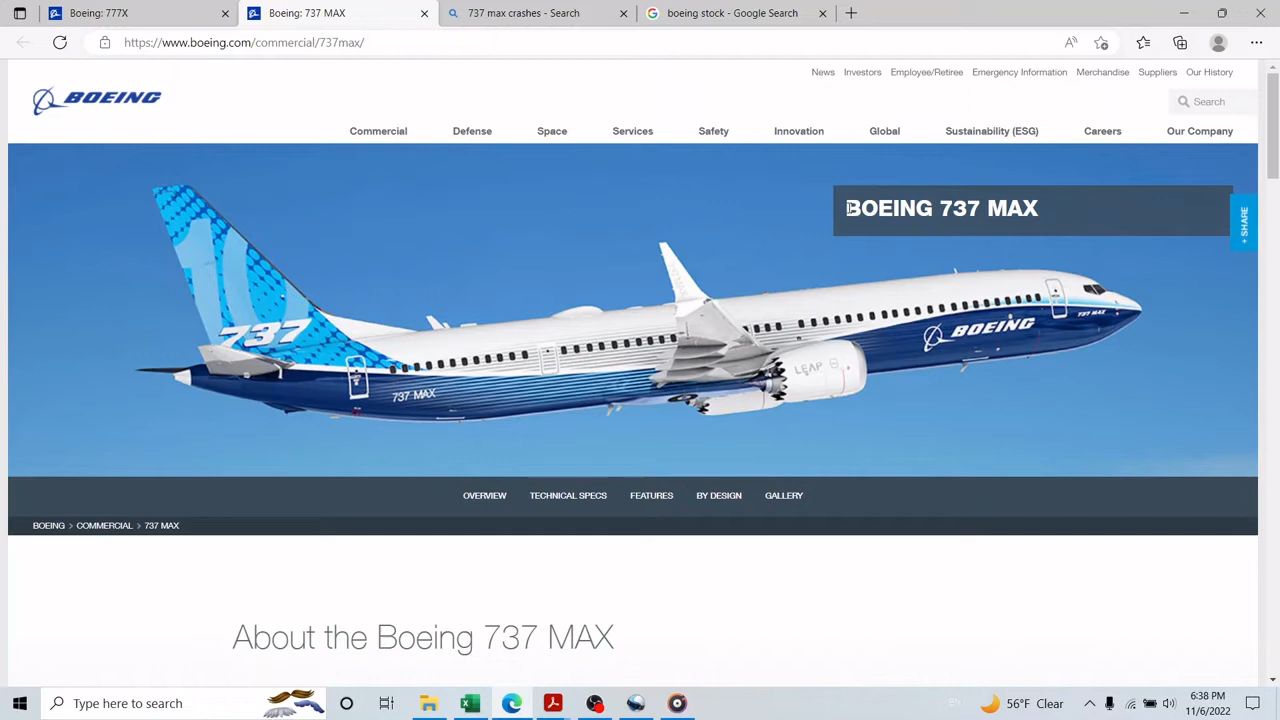 Boeing: 777X
Boeing: 737 MAX
737 max crashes - Search
boeing stock - Google Search
https://www.boeing.com/commercial/737max/
News
Investors
Employee/Retiree
Emergency Information
Merchandise
Suppliers
Our History
BOEING
Search
Commercial
Defense
Space
Services
Safety
Innovation
Global
Sustainability (ESG)
Careers
Our Company
BOEING 737 MAX
+ SHARE
10
737
737 MAX
LEAP
BOEING
737 MAX
OVERVIEW
TECHNICAL SPECS
FEATURES
BY DESIGN
GALLERY
BOEING > COMMERCIAL > 737 MAX
About the Boeing 737 MAX
Type here to search
EN
56°F Clear
6:38 PM
11/6/2022